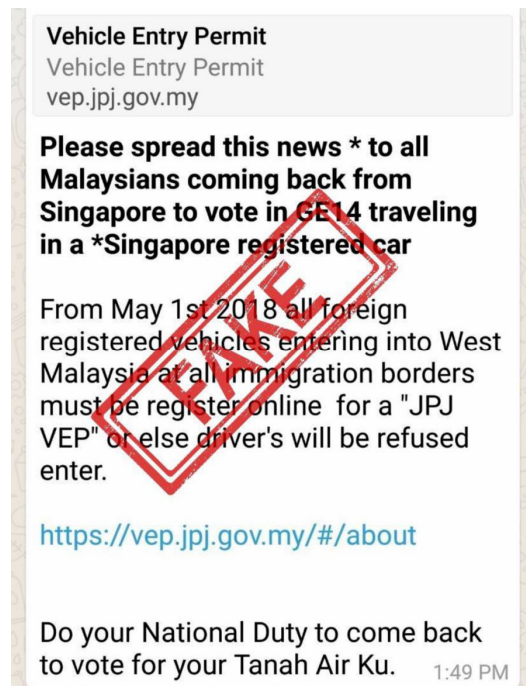 Vehicle Entry Permit
Vehicle Entry Permit
vep.jpj.gov.my
Please spread this news * to all
Malaysians coming back from
Singapore to vote in GE14 traveling
in a *Singapore registered car
From May 1st 2018 all foreign
registered vehicles entering into West
Malaysia at all immigration borders
must be register online  for a "JPJ
VEP" or else driver's will be refused
enter.
FAKE
https://vep.jpj.gov.my/#/about
Do your National Duty to come back
to vote for your Tanah Air Ku.
1:49 PM